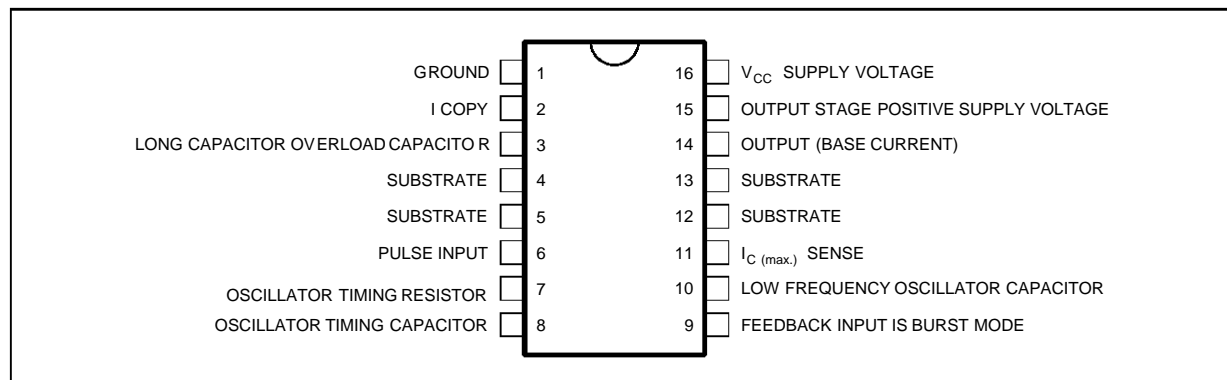 GROUND 1 16 VCC SUPPLY VOLTAGE
I COPY 2 15 OUTPUT STAGE POSITIVE SUPPLY VOLTAGE
LONG CAPACITOR OVERLOAD CAPACITO R 3 14 OUTPUT (BASE CURRENT)
SUBSTRATE 4 13 SUBSTRATE
SUBSTRATE 5 12 SUBSTRATE
PULSE INPUT 6 11 IC (max.) SENSE
OSCILLATOR TIMING RESISTOR 7 10 LOW FREQUENCY OSCILLATOR CAPACITOR
OSCILLATOR TIMING CAPACITOR 8 9 FEEDBACK INPUT IS BURST MODE